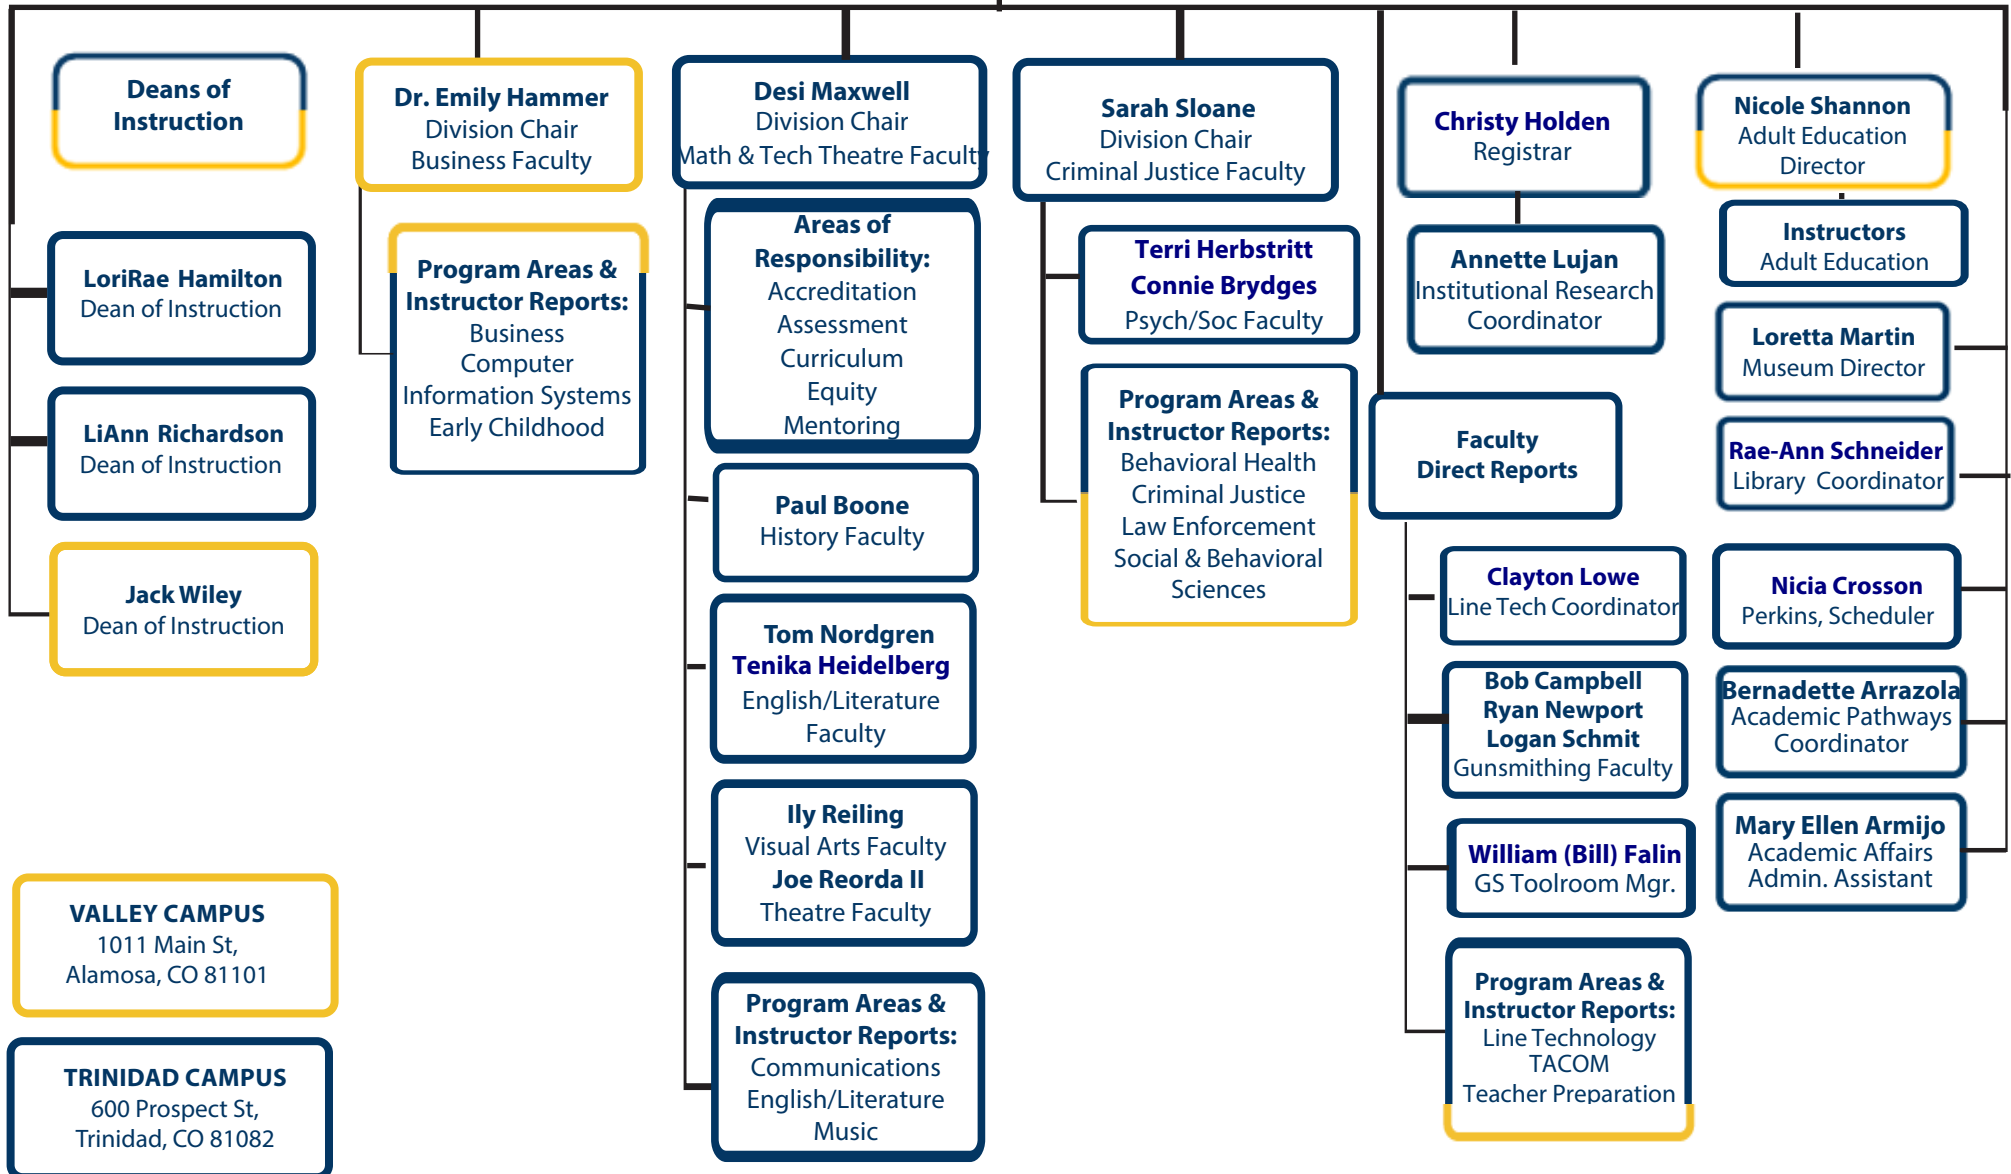 Deans of
Instruction
LoriRae Hamilton
Dean of Instruction
LiAnn Richardson
Dean of Instruction
Jack Wiley
Dean of Instruction
VALLEY CAMPUS
1011 Main St,
Alamosa, CO 81101
TRINIDAD CAMPUS
600 Prospect St,
Trinidad, CO 81082
Dr. Emily Hammer
Division Chair
Business Faculty
Program Areas &
Instructor Reports:
Business
Computer
Information Systems
Early Childhood
Desi Maxwell
Division Chair
Math & Tech Theatre Faculty
Areas of
Responsibility:
Accreditation
Assessment
Curriculum
Equity
Mentoring
Paul Boone
History Faculty
Tom Nordgren
Tenika Heidelberg
English/Literature
Faculty
Ily Reiling
Visual Arts Faculty
Joe Reorda II
Theatre Faculty
Program Areas &
Instructor Reports:
Communications
English/Literature
Music
Sarah Sloane
Division Chair
Criminal Justice Faculty
Terri Herbstritt
Connie Brydges
Psych/Soc Faculty
Program Areas &
Instructor Reports:
Behavioral Health
Criminal Justice
Law Enforcement
Social & Behavioral
Sciences
Christy Holden
Registrar
Annette Lujan
Institutional Research
Coordinator
Faculty
Direct Reports
Clayton Lowe
Line Tech Coordinator
Bob Campbell
Ryan Newport
Logan Schmit
Gunsmithing Faculty
William (Bill) Falin
GS Toolroom Mgr.
Program Areas &
Instructor Reports:
Line Technology
TACOM
Teacher Preparation
Nicole Shannon
Adult Education
Director
Instructors
Adult Education
Loretta Martin
Museum Director
Rae-Ann Schneider
Library Coordinator
Nicia Crosson
Perkins, Scheduler
Bernadette Arrazola
Academic Pathways
Coordinator
Mary Ellen Armijo
Academic Affairs
Admin. Assistant